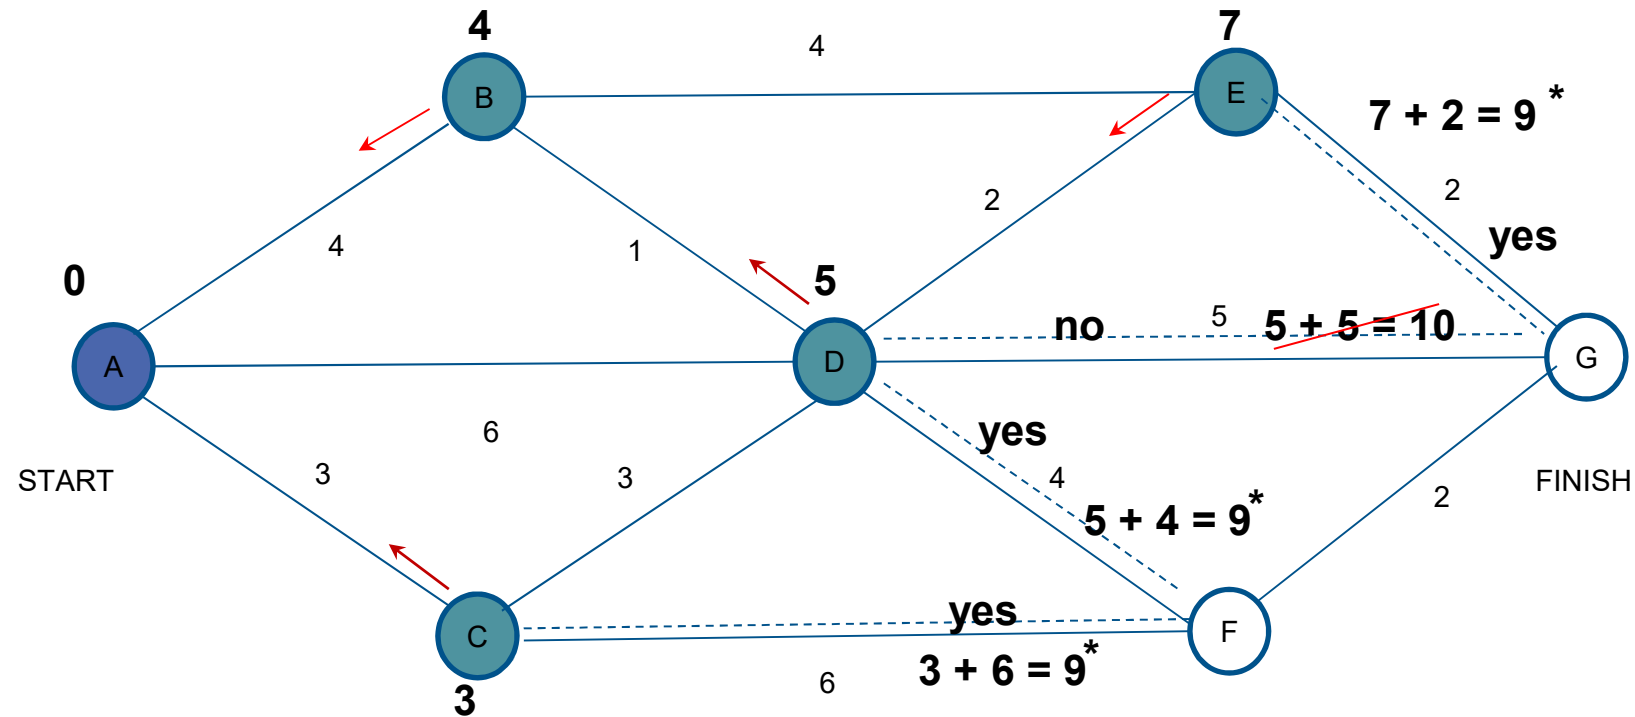 4
7
4
B
E
7 + 2 = 9 *
2
2
yes
4
1
0
5
no
5
5 + 5 = 10
A
D
G
6
yes
3
3
4
START
FINISH
2
5 + 4 = 9*
yes
C
F
3 + 6 = 9*
6
3